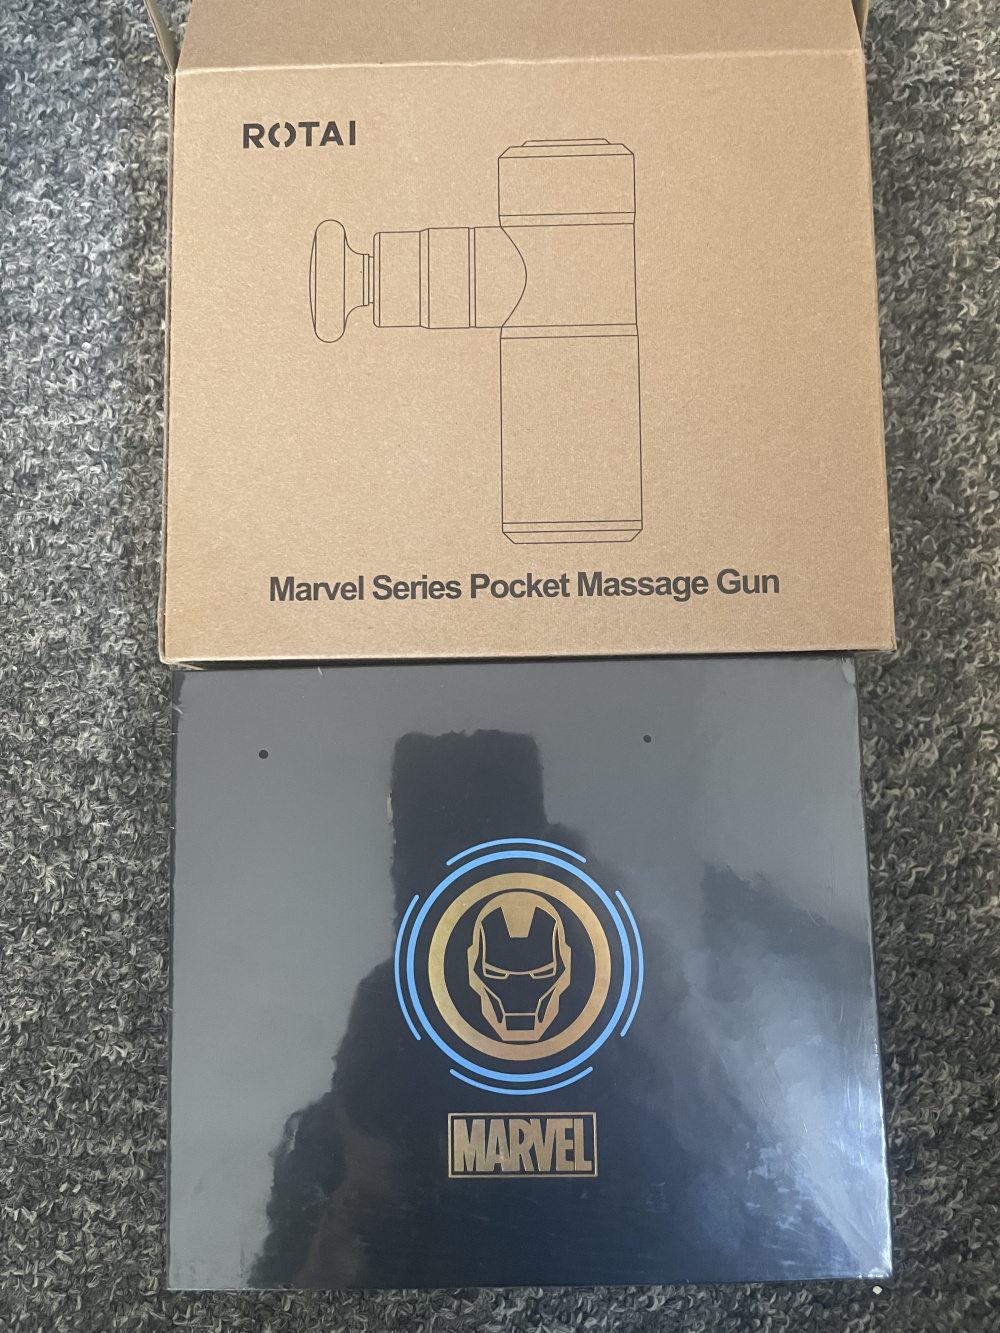 ROTAI
Marvel Series Pocket Massage Gun
MARVEL